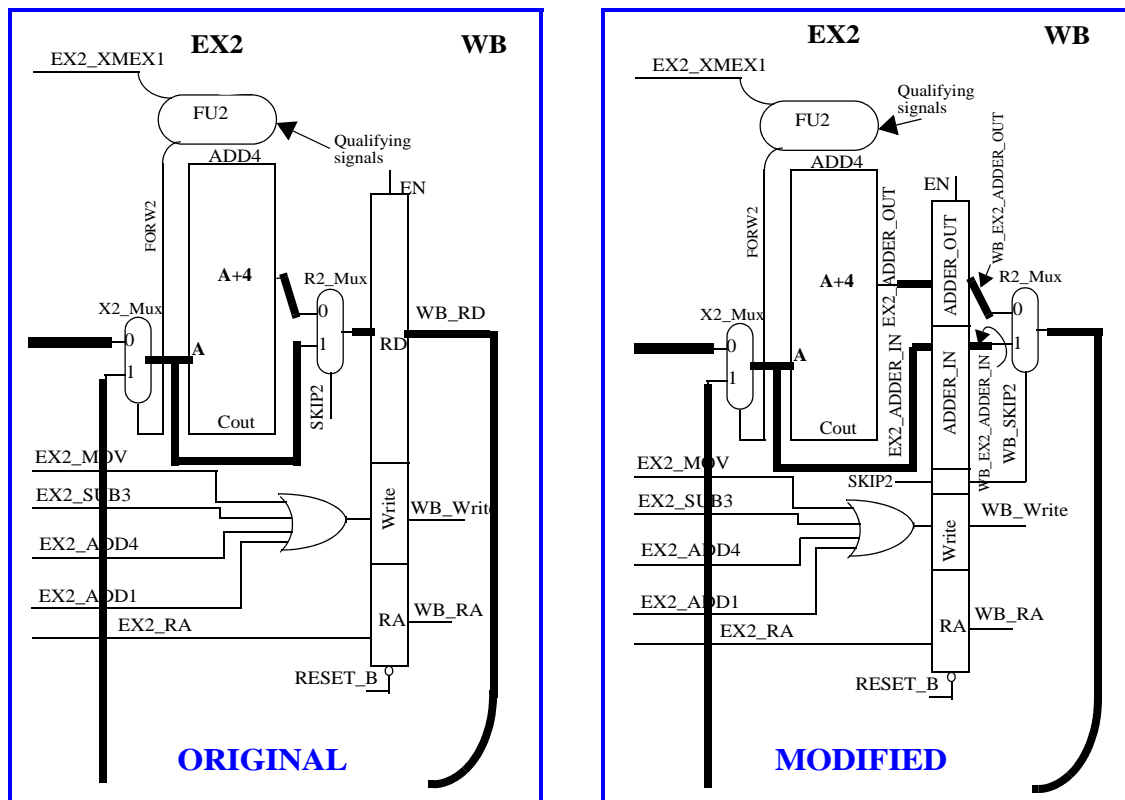 EX2
WB
EX2_XMEX1
FU2
Qualifying
signals
ADD4
EN
FORW2
A+4
R2_Mux
X2_Mux
0
0
WB_RD
1
RD
A
1
SKIP2
Cout
EX2_MOV
EX2_SUB3
Write
WB_Write
EX2_ADD4
EX2_ADD1
WB_RA
RA
EX2_RA
RESET_B
ORIGINAL
EX2
WB
EX2_XMEX1
Qualifying
signals
FU2
ADD4
EN
WB_EX2_ADDER_OUT
FORW2
EX2_ADDER_OUT
ADDER_OUT
A+4
R2_Mux
X2_Mux
0
0
1
A
1
EX2_ADDER_IN
ADDER_IN
WB_EX2_ADDER_IN
WB_SKIP2
Cout
EX2_MOV
SKIP2
EX2_SUB3
Write
WB_Write
EX2_ADD4
EX2_ADD1
WB_RA
RA
EX2_RA
RESET_B
MODIFIED